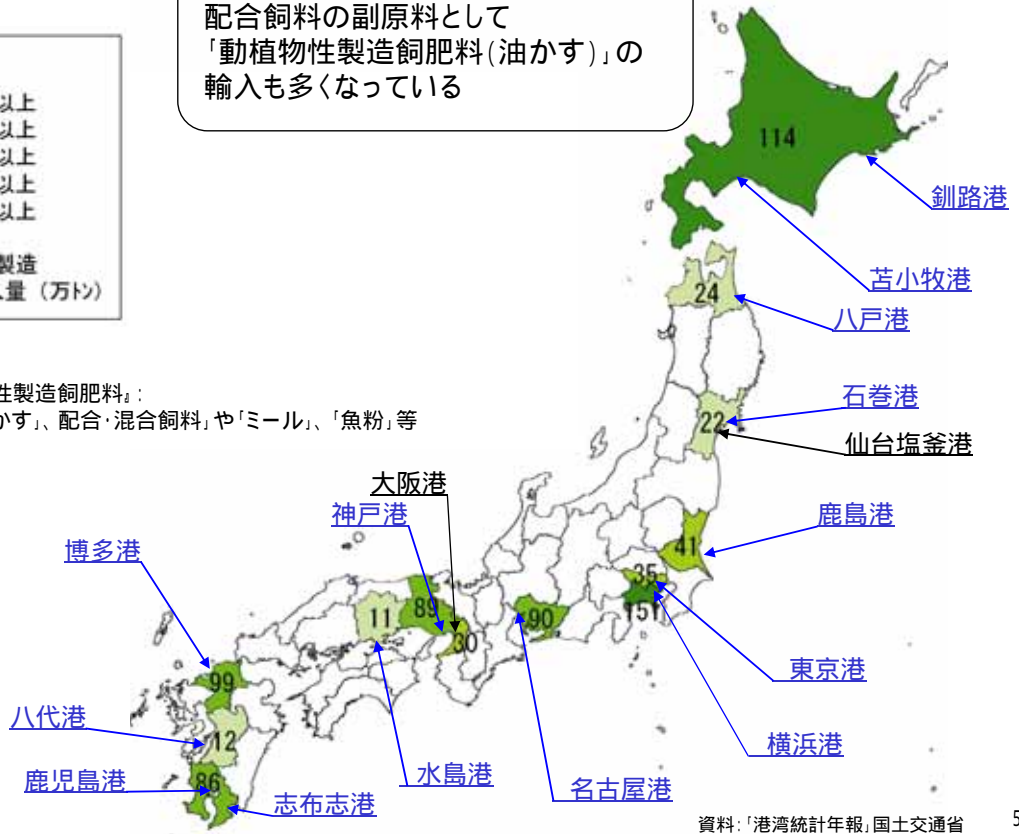 配合飼料の副原料として
「動植物性製造飼肥料(油かす)」の
輸入も多くなっている
以上
以上
以上
以上
以上
製造
量 (万トン)
性製造飼肥料』:
かす」、配合・混合飼料」や「ミール」、「魚粉」等
114
釧路港
苫小牧港
24
八戸港
石巻港
22
仙台塩釜港
大阪港
神戸港
鹿島港
博多港
41
35
11
89
90
151
30
99
東京港
八代港
12
横浜港
鹿児島港
86
水島港
名古屋港
志布志港
資料:「港湾統計年報」国土交通省
5